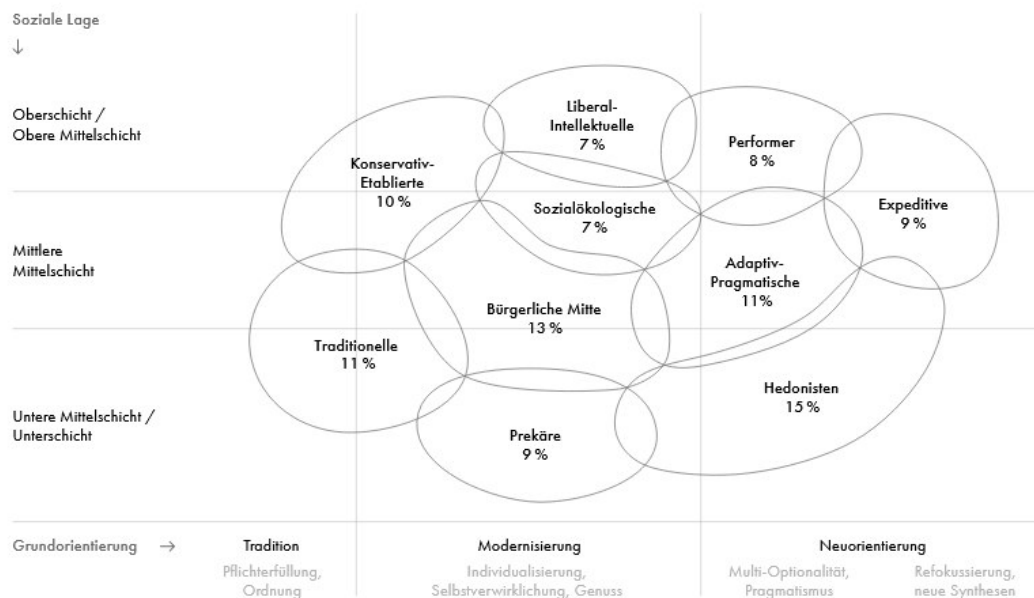 Soziale Lage
↓
Oberschicht /
Obere Mittelschicht
Liberal-
Intellektuelle
7 %
Performer
8 %
Konservativ-
Etablierte
10 %
Sozialökologische
7 %
Expeditive
9 %
Mittlere
Mittelschicht
Adaptiv-
Pragmatische
11%
Bürgerliche Mitte
13 %
Traditionelle
11 %
Hedonisten
15 %
Untere Mittelschicht /
Unterschicht
Prekäre
9 %
Grundorientierung →
Tradition
Pflichterfüllung,
Ordnung
Modernisierung
Individualisierung,
Selbstverwirklichung, Genuss
Neuorientierung
Multi-Optionalität,
Pragmatismus
Refokussierung,
neue Synthesen